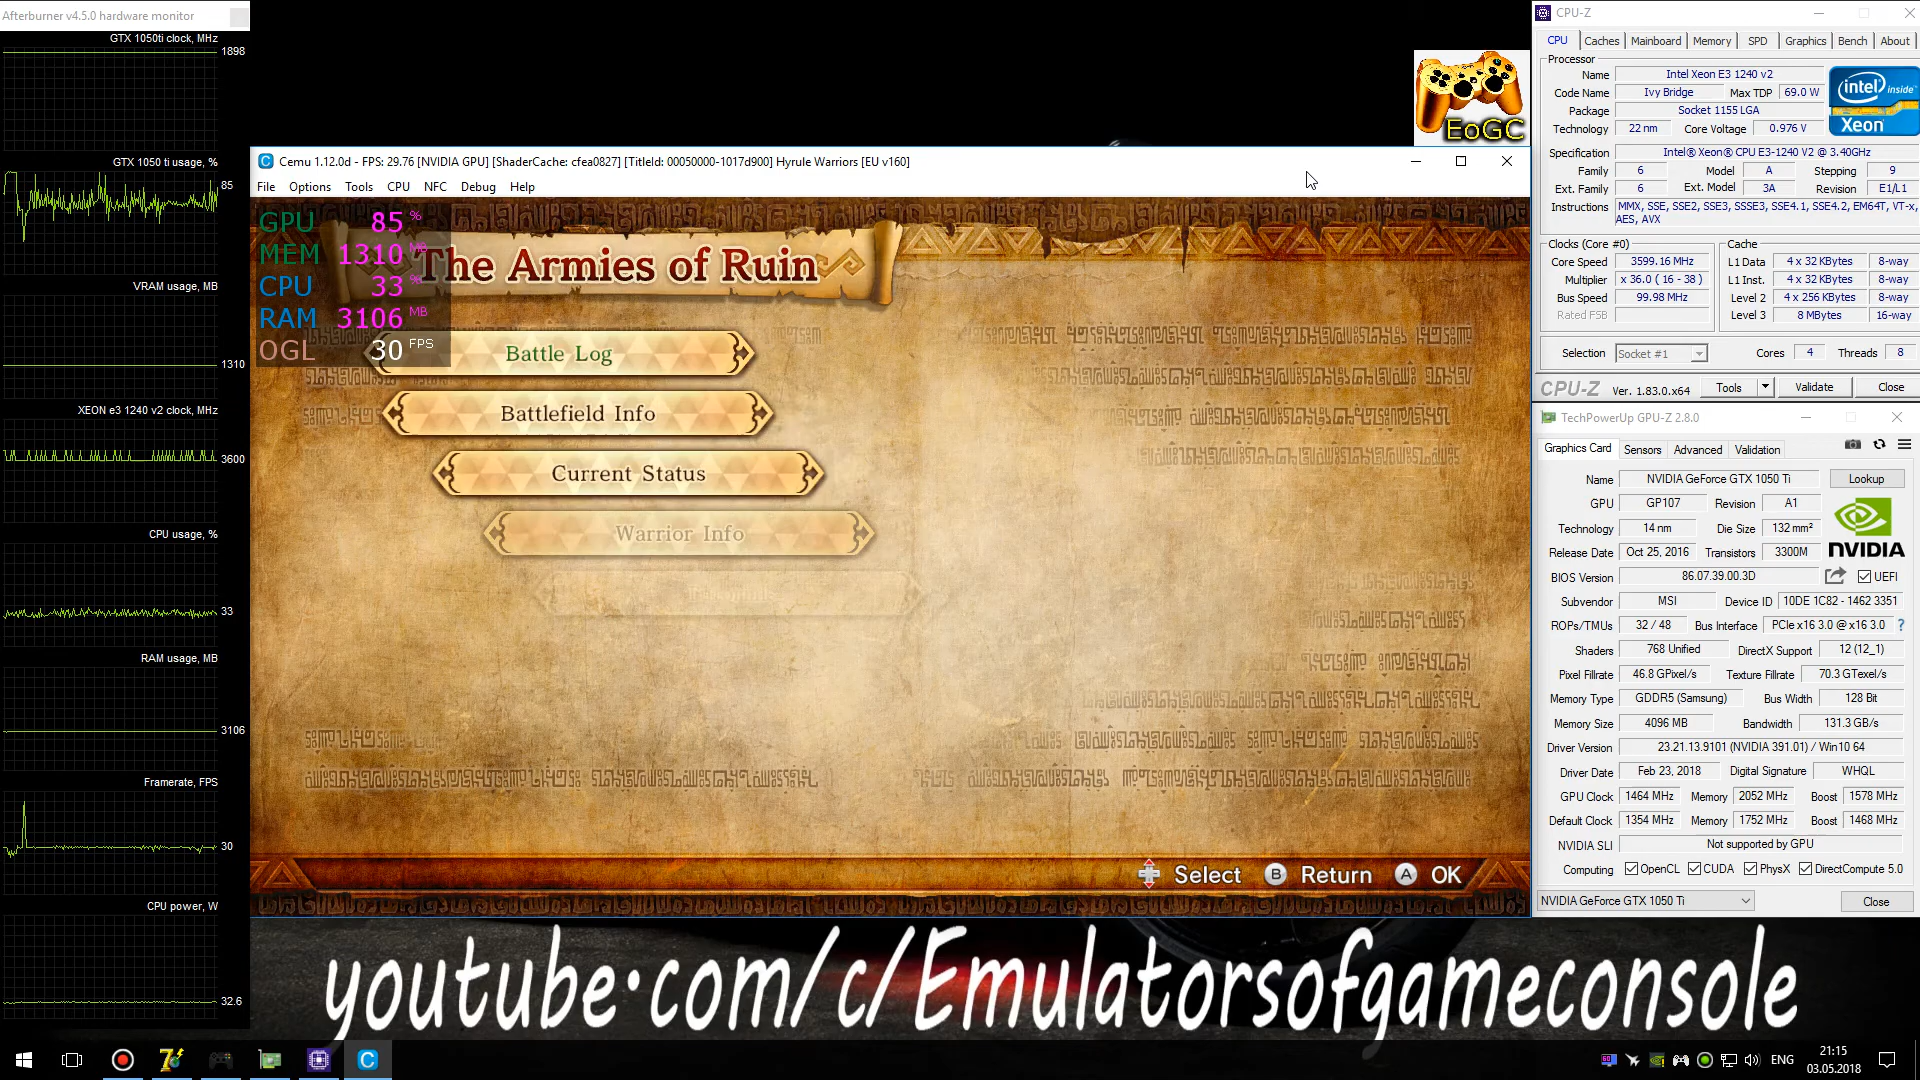 Afterburner v4.5.0 hardware monitor
GTX 1050ti clock, MHz
1898
GTX 1050 ti usage, %
85
VRAM usage, MB
1310
XEON e3 1240 v2 clock, MHz
3600
CPU usage, %
33
RAM usage, MB
3106
Framerate, FPS
30
CPU power, W
32.6
EoGC
Cemu 1.12.0d - FPS: 29.76 [NVIDIA GPU] [ShaderCache: cfea0827] [TitleId: 00050000-1017d900] Hyrule Warriors [EU v160]
File Options Tools CPU NFC Debug Help
GPU 85 %
MEM 1310 MB
CPU 33 %
RAM 3106 MB
OGL 30 FPS
The Armies of Ruin
Battle Log
Battlefield Info
Current Status
Warrior Info
Select B Return A OK
CPU-Z
CPU Caches Mainboard Memory SPD Graphics Bench About
Processor
Name Intel Xeon E3 1240 v2
Code Name Ivy Bridge Max TDP 69.0 W
Package Socket 1155 LGA
Technology 22 nm Core Voltage 0.976 V
intel inside
Xeon
Specification Intel® Xeon® CPU E3-1240 V2 @ 3.40GHz
Family 6 Model A Stepping 9
Ext. Family 6 Ext. Model 3A Revision E1/L1
Instructions MMX, SSE, SSE2, SSE3, SSSE3, SSE4.1, SSE4.2, EM64T, VT-x,
AES, AVX
Clocks (Core #0)
Core Speed 3599.16 MHz
Multiplier x 36.0 ( 16 - 38 )
Bus Speed 99.98 MHz
Rated FSB
Cache
L1 Data 4 x 32 KBytes 8-way
L1 Inst. 4 x 32 KBytes 8-way
Level 2 4 x 256 KBytes 8-way
Level 3 8 MBytes 16-way
Selection Socket #1 Cores 4 Threads 8
CPU-Z Ver. 1.83.0.x64 Tools Validate Close
TechPowerUp GPU-Z 2.8.0
Graphics Card Sensors Advanced Validation
Name NVIDIA GeForce GTX 1050 Ti Lookup
GPU GP107 Revision A1
Technology 14 nm Die Size 132 mm²
Release Date Oct 25, 2016 Transistors 3300M
NVIDIA
BIOS Version 86.07.39.00.3D UEFI
Subvendor MSI Device ID 10DE 1C82 - 1462 3351
ROPs/TMUs 32 / 48 Bus Interface PCIe x16 3.0 @ x16 3.0 ?
Shaders 768 Unified DirectX Support 12 (12_1)
Pixel Fillrate 46.8 GPixel/s Texture Fillrate 70.3 GTexel/s
Memory Type GDDR5 (Samsung) Bus Width 128 Bit
Memory Size 4096 MB Bandwidth 131.3 GB/s
Driver Version 23.21.13.9101 (NVIDIA 391.01) / Win10 64
Driver Date Feb 23, 2018 Digital Signature WHQL
GPU Clock 1464 MHz Memory 2052 MHz Boost 1578 MHz
Default Clock 1354 MHz Memory 1752 MHz Boost 1468 MHz
NVIDIA SLI Not supported by GPU
Computing OpenCL CUDA PhysX DirectCompute 5.0
NVIDIA GeForce GTX 1050 Ti Close
youtube.com/c/Emulatorsofgameconsole
ENG
21:15
03.05.2018